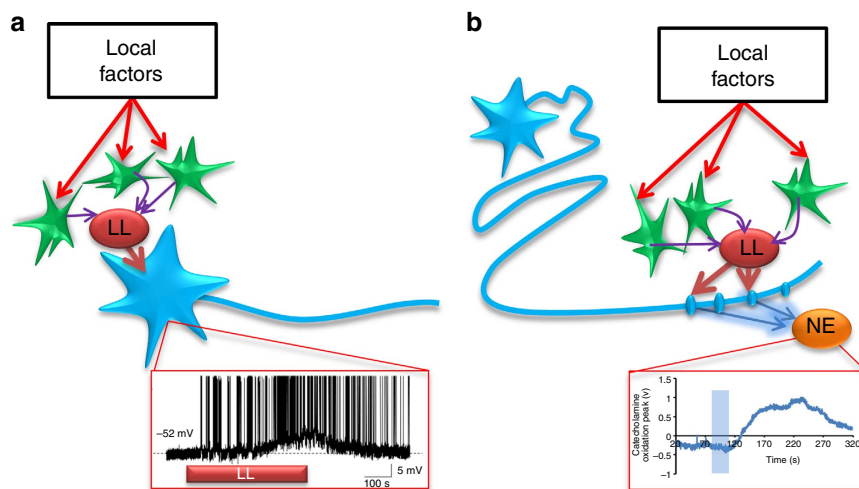 a
Local
factors
LL
–52 mV
LL
5 mV
100 s
b
Local
factors
LL
NE
Catecholamine
oxidation peak (v)
1.5
1
0.5
0
–0.5
–1
20
70
120
170
220
270
320
Time (s)